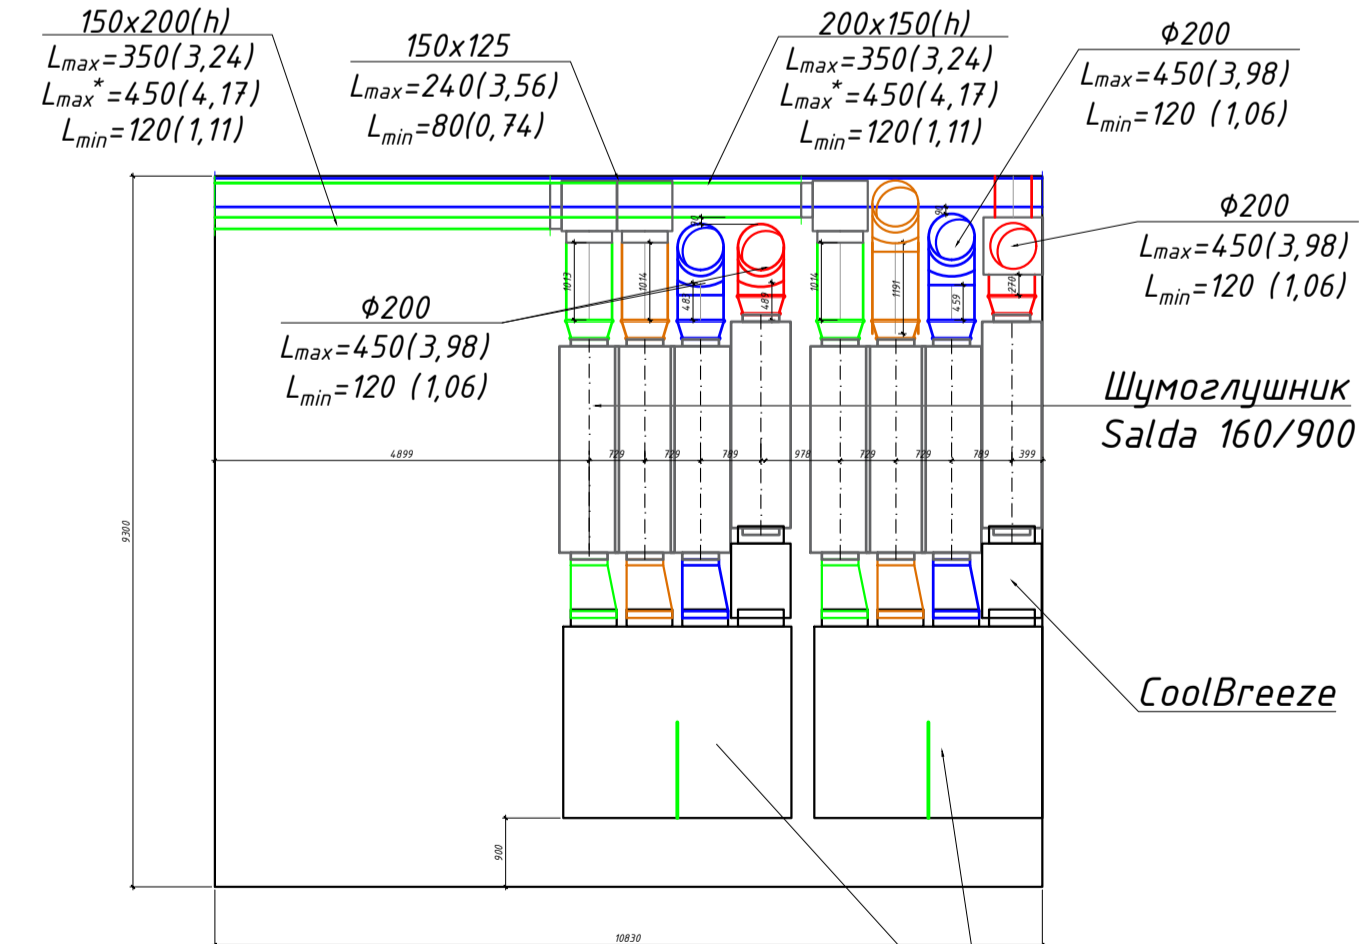 150x200(h)
Lmax=350(3,24)
Lmax*=450(4,17)
Lmin=120(1,11)
150x125
Lmax=240(3,56)
Lmin=80(0,74)
200x150(h)
Lmax=350(3,24)
Lmax*=450(4,17)
Lmin=120(1,11)
Ф200
Lmax=450(3,98)
Lmin=120 (1,06)
Ф200
Lmax=450(3,98)
Lmin=120 (1,06)
Ф200
Lmax=450(3,98)
Lmin=120 (1,06)
1013
1014
489
1014
1191
459
270
Шумоглушник
Salda 160/900
4899
729
729
789
978
729
729
789
399
9300
CoolBreeze
900
10830